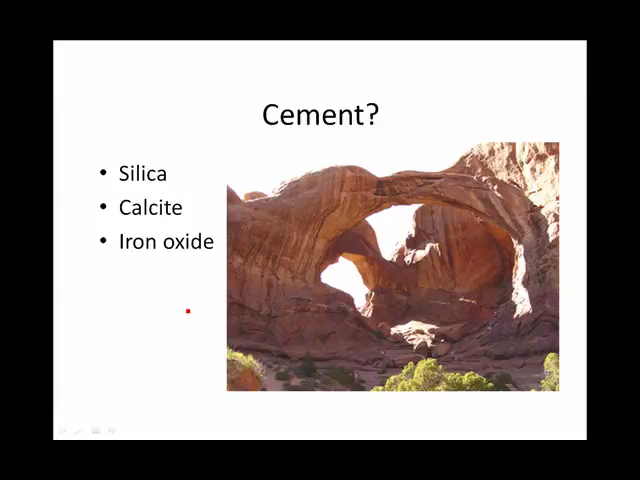 Cement?
• Silica
• Calcite
• Iron oxide